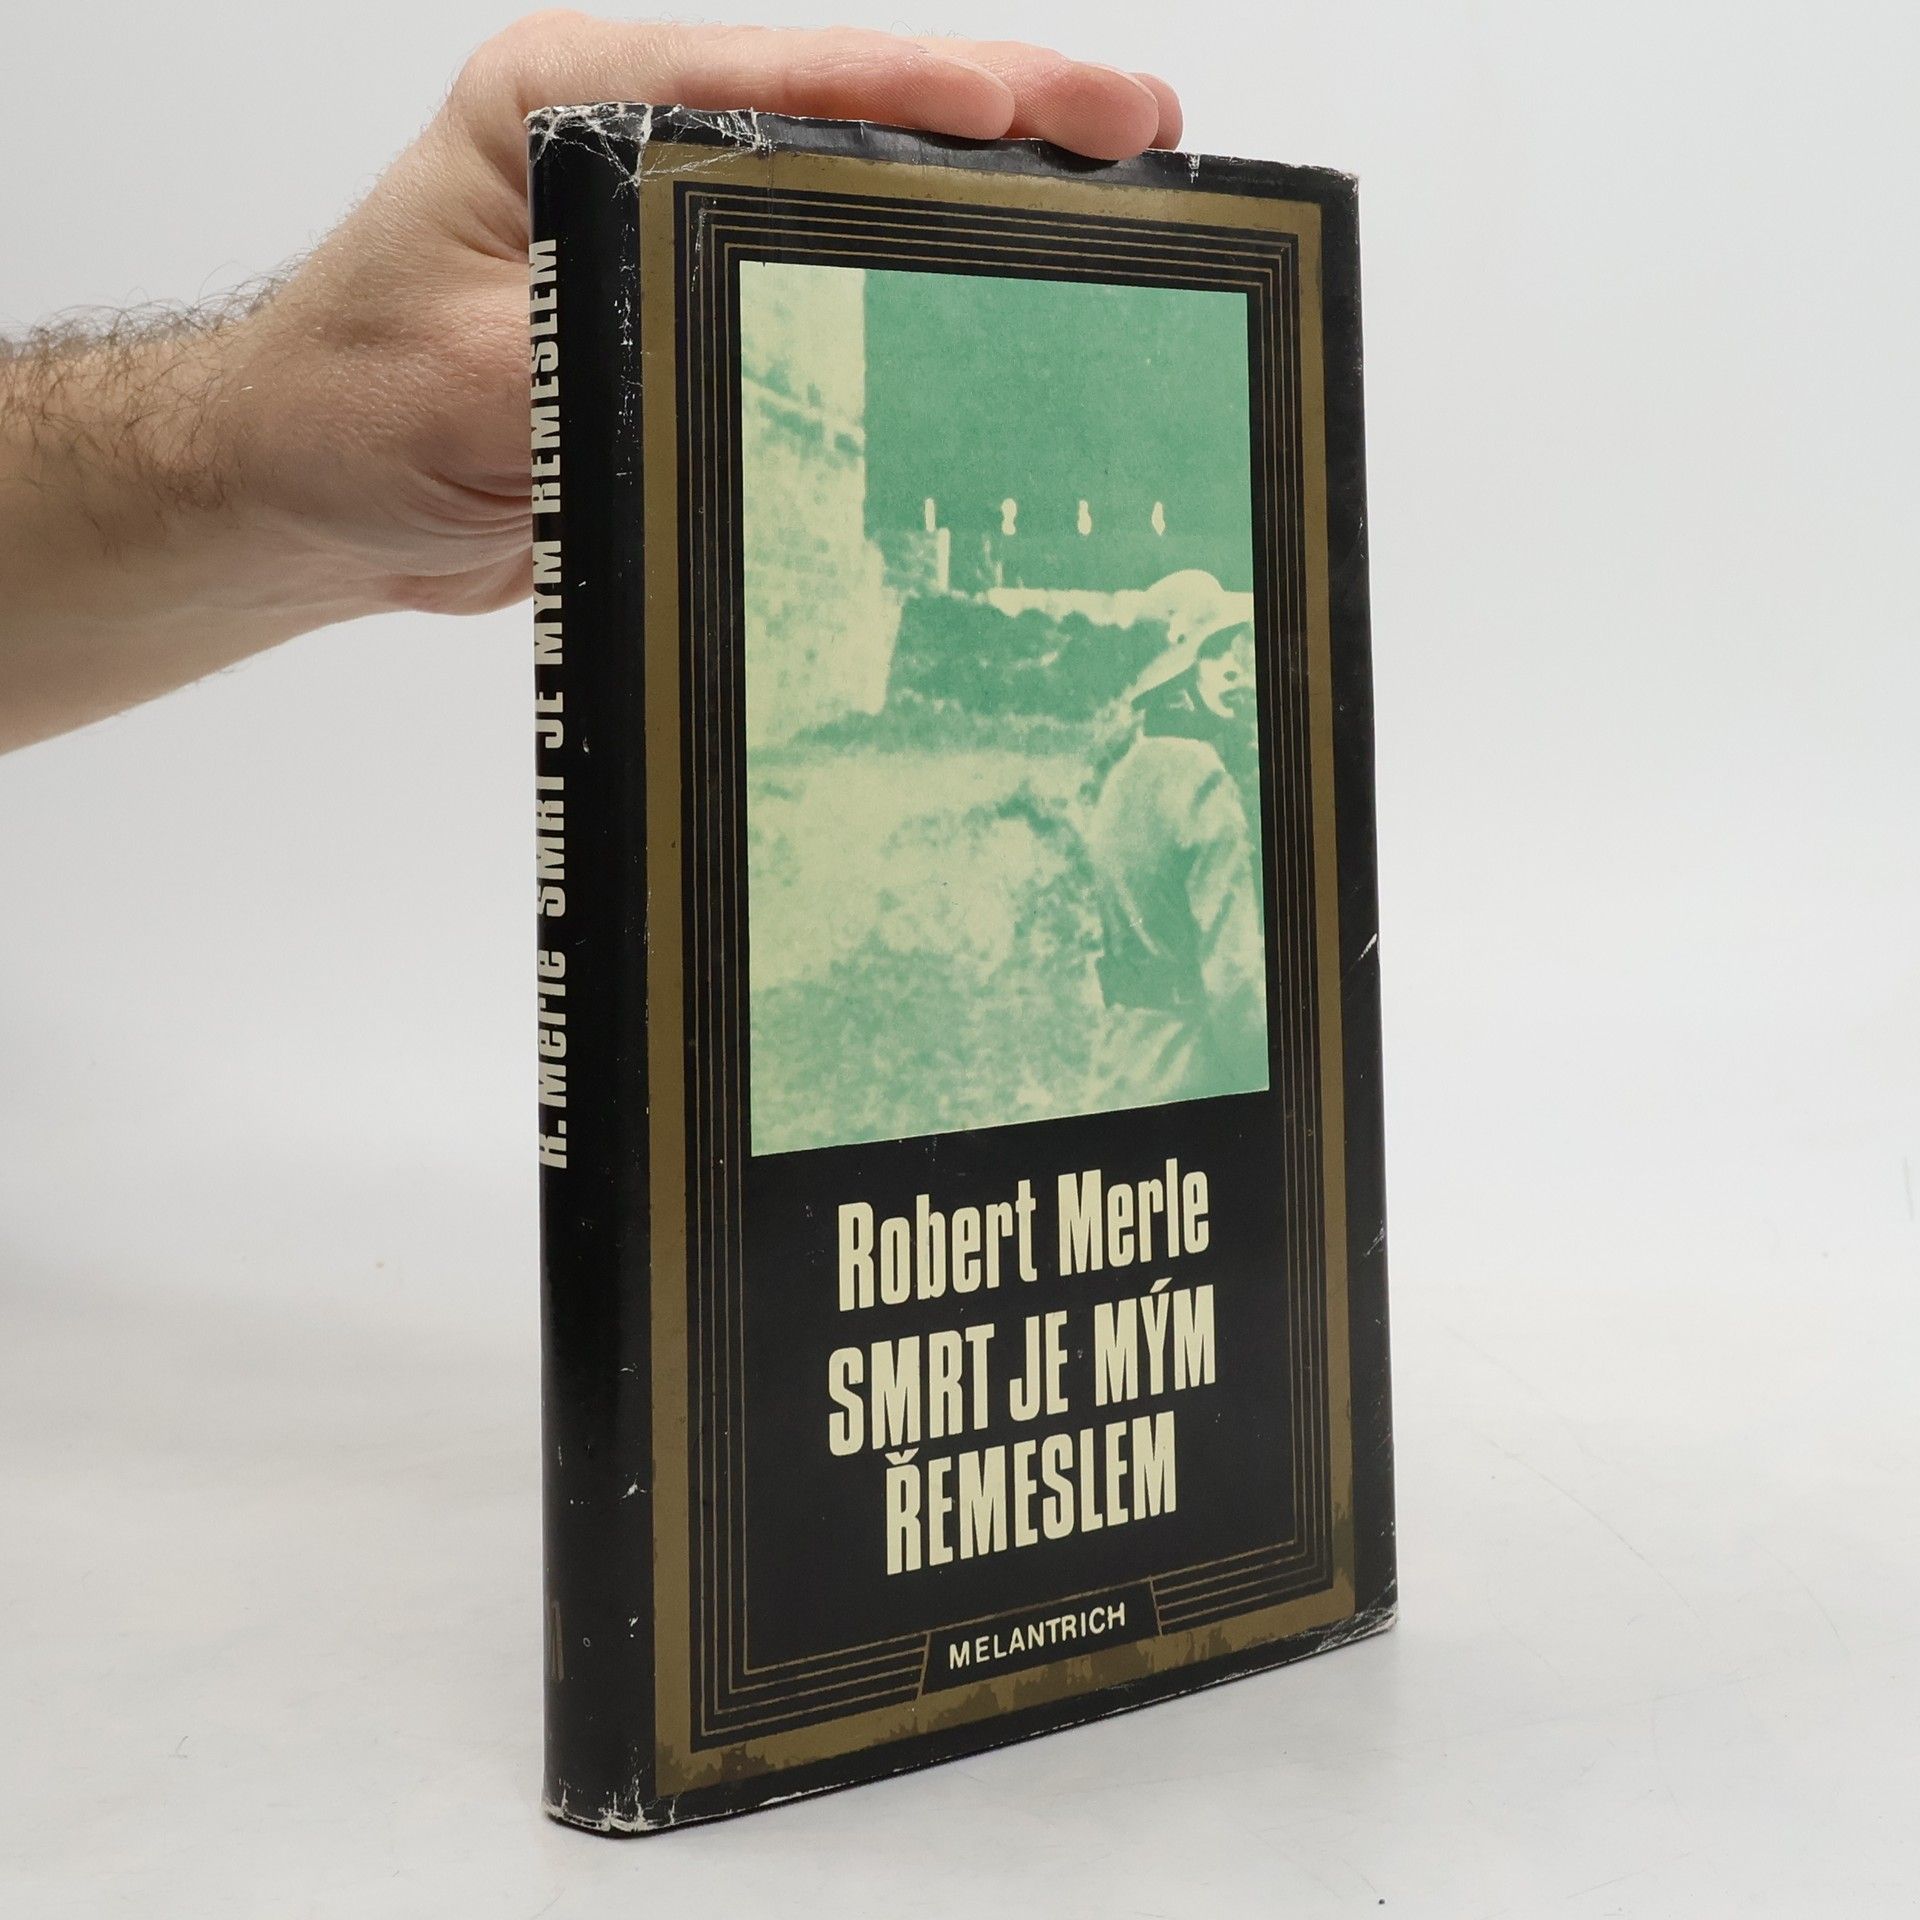 R. Merle SMRT JE MÝM ŘEMESLEM
Robert Merle
SMRT JE MÝM
ŘEMESLEM
MELANTRICH